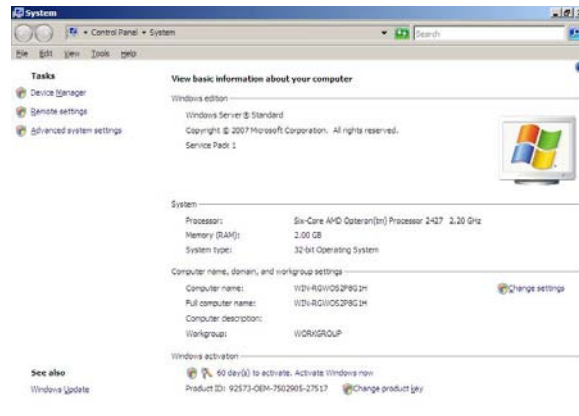 System
Control Panel ▸ System
Search
File Edit View Tools Help
Tasks
Device Manager
Remote settings
Advanced system settings
See also
Windows Update
View basic information about your computer
Windows edition
Windows Server ® Standard
Copyright © 2007 Microsoft Corporation. All rights reserved.
Service Pack 1
System
Processor: Six-Core AMD Opteron(tm) Processor 2427 2.20 GHz
Memory (RAM): 2.00 GB
System type: 32-bit Operating System
Computer name, domain, and workgroup settings
Computer name: WIN-RGWOS2P8G1H Change settings
Full computer name: WIN-RGWOS2P8G1H
Computer description:
Workgroup: WORKGROUP
Windows activation
60 day(s) to activate. Activate Windows now
Product ID: 92573-OEM-7502905-27517 Change product key